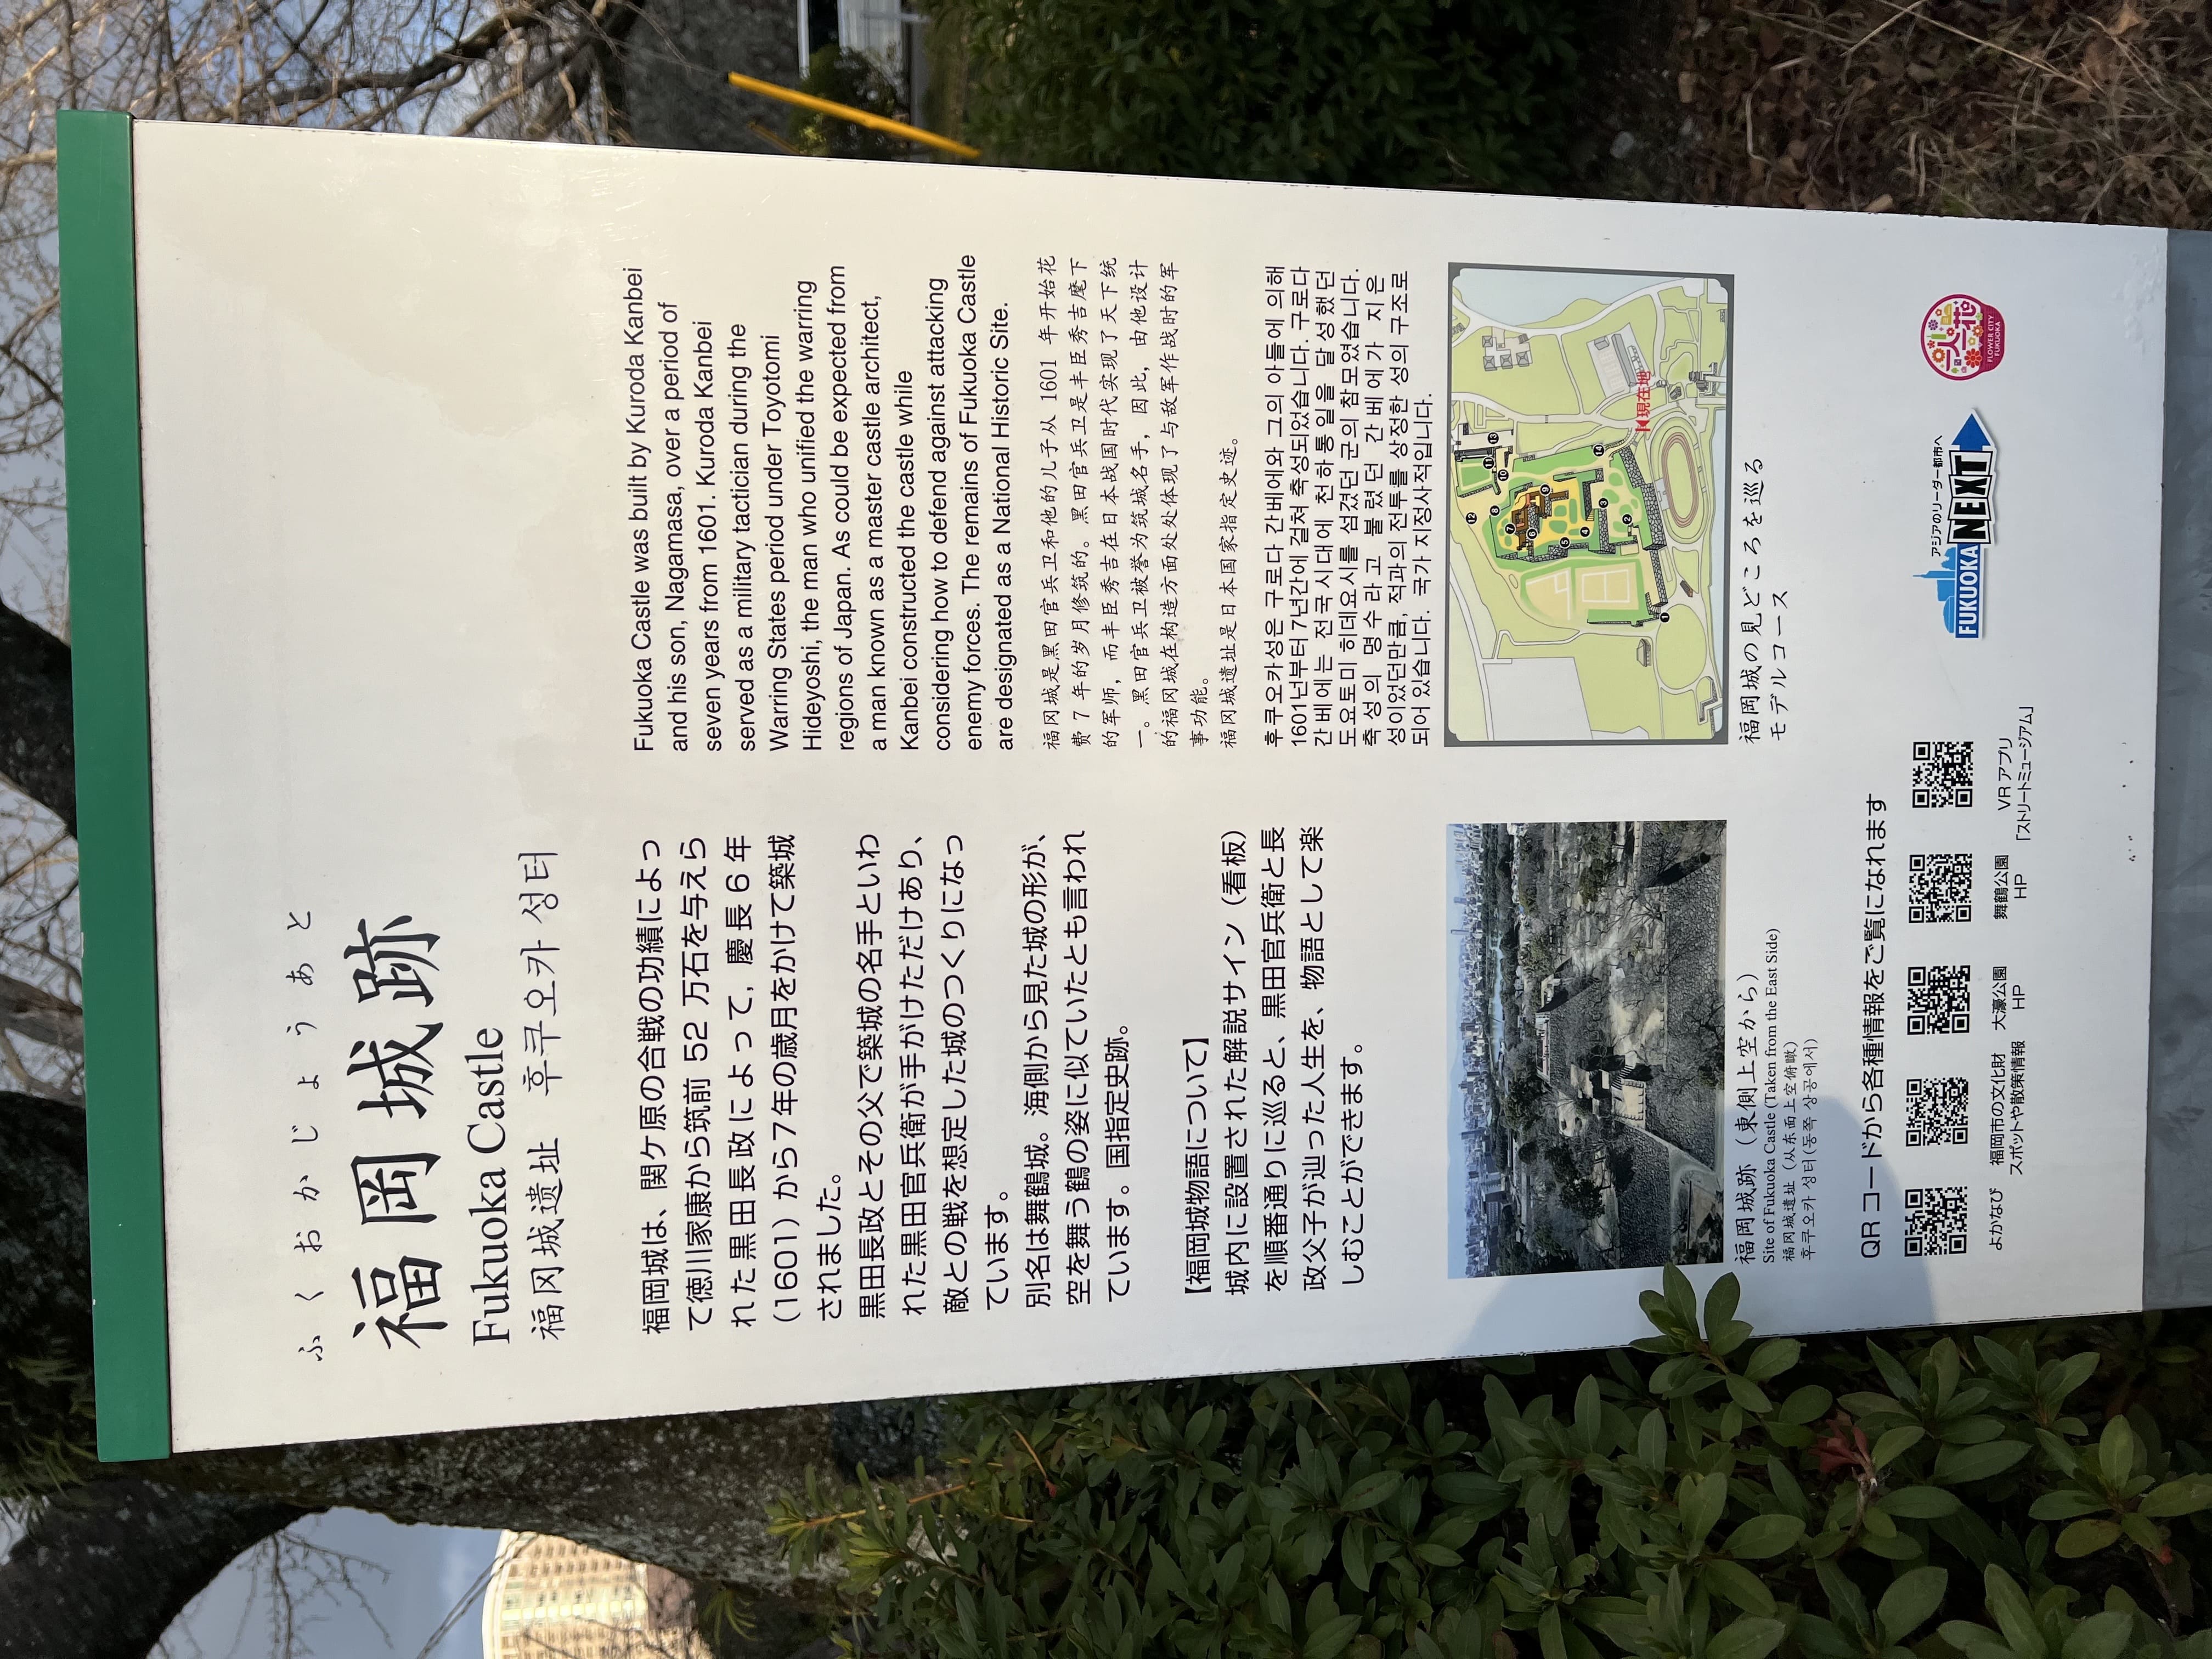 ふくおかじょうあと
福岡城跡
Fukuoka Castle
福冈城遗址　후쿠오카 성터
福岡城は、関ケ原の合戦の功績によっ
て徳川家康から筑前 52 万石を与えら
れた黒田長政によって, 慶長6年
（1601）から7年の歳月をかけて築城
されました。
黒田長政とその父で築城の名手といわ
れた黒田官兵衛が手がけただけあり、
敵との戦を想定した城のつくりになっ
ています。
別名は舞鶴城。海側から見た城の形が、
空を舞う鶴の姿に似ていたとも言われ
ています。国指定史跡。
【福岡城物語について】
城内に設置された解説サイン（看板）
を順番通りに巡ると、黒田官兵衛と長
政父子が辿った人生を、物語として楽
しむことができます。
Fukuoka Castle was built by Kuroda Kanbei
and his son, Nagamasa, over a period of
seven years from 1601. Kuroda Kanbei
served as a military tactician during the
Warring States period under Toyotomi
Hideyoshi, the man who unified the warring
regions of Japan. As could be expected from
a man known as a master castle architect,
Kanbei constructed the castle while
considering how to defend against attacking
enemy forces. The remains of Fukuoka Castle
are designated as a National Historic Site.
福冈城是黑田官兵卫和他的儿子从 1601 年开始花
费 7 年的岁月修筑的。黑田官兵卫是丰臣秀吉麾下
的军师，而丰臣秀吉在日本战国时代实现了天下统
一。黑田官兵卫被誉为筑城名手，因此，由他设计
的福冈城在构造方面处处体现了与敌军作战时的军
事功能。
福冈城遗址是日本国家指定史迹。
후쿠오카성은 구로다 간베에와 그의 아들에 의해
1601년부터 7년간에 걸쳐 축성되었습니다. 구로다
간베에는 전국시대에 천하통일을 달성했던
도요토미 히데요시를 섬겼던 군의 참모였습니다.
축성의 명수라고 불렸던 간베에가 지은
성이었던만큼, 적과의 전투를 상정한 성의 구조로
되어 있습니다. 국가 지정사적입니다.
12
8
11
13
10
7
6
9
5
4
14
3
2
現在地
1
福岡城跡（東側上空から）
Site of Fukuoka Castle (Taken from the East Side)
福冈城遗址（从东面上空俯瞰）
후쿠오카 성터(동쪽 상공에서)
福岡城の見どころを巡る
モデルコース
QR コードから各種情報をご覧になれます
よかなび
福岡市の文化財
スポットや散策情報
大濠公園
HP
舞鶴公園
HP
VR アプリ
「ストリートミュージアム」
アジアのリーダー都市へ
FUKUOKA NEXT
一人一花
FLOWER CITY
FUKUOKA